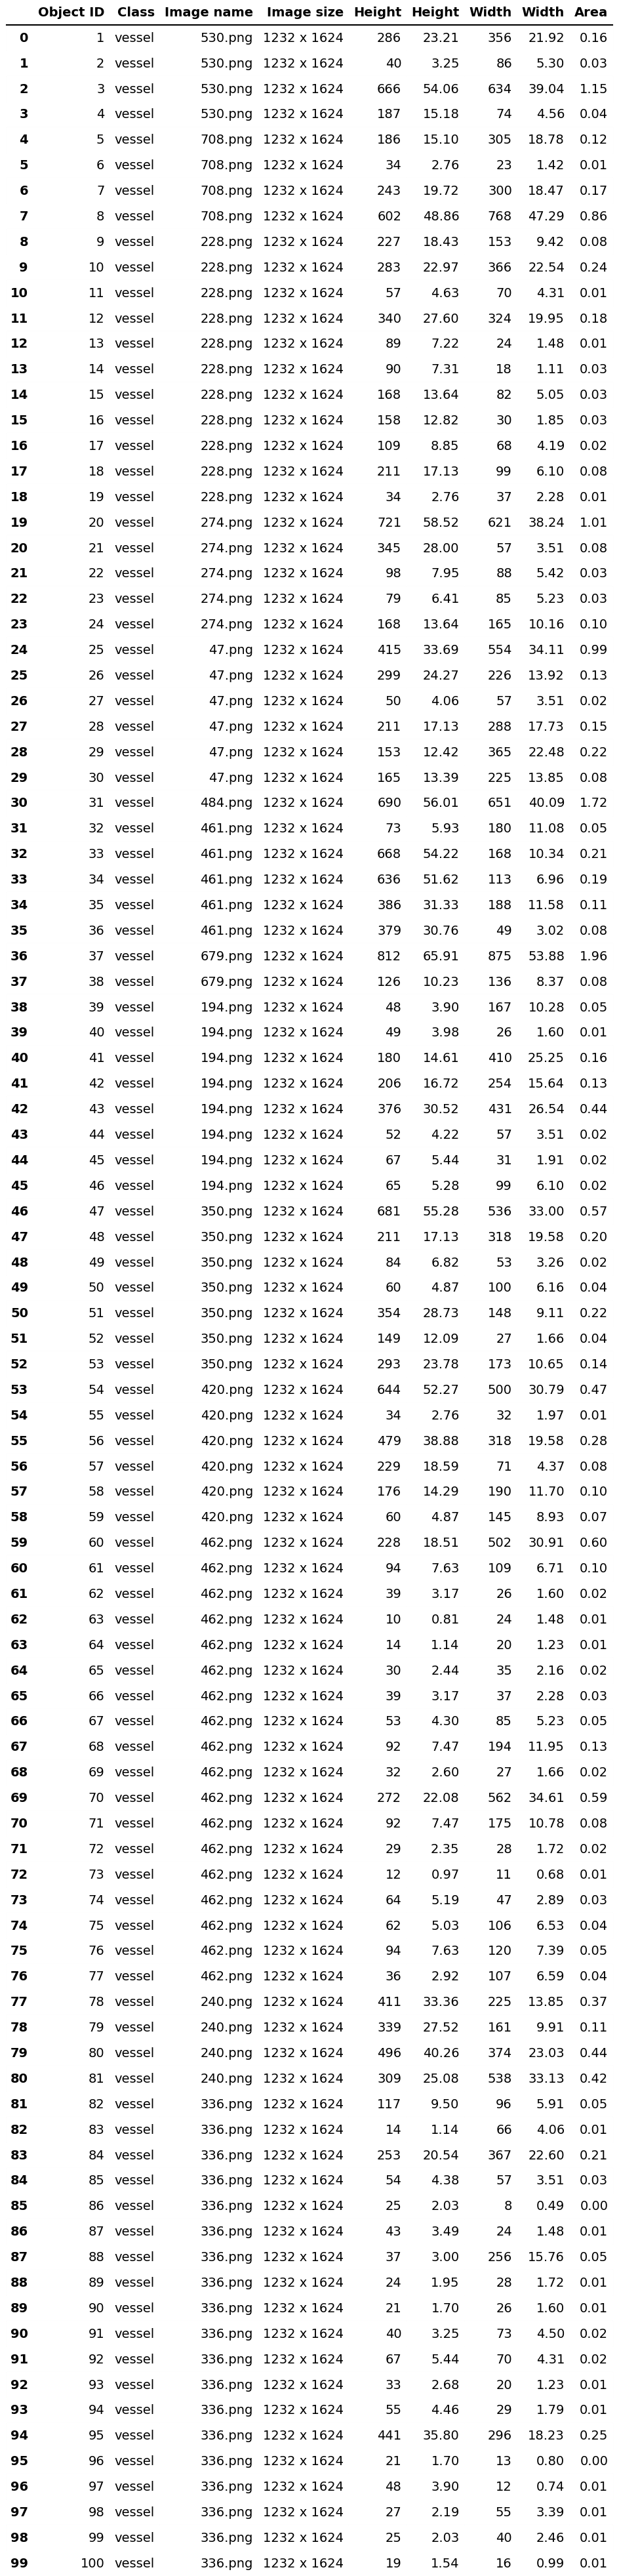 Object ID Class Image name Image size Height Height Width Width Area
0 1 vessel 530.png 1232 x 1624 286 23.21 356 21.92 0.16
1 2 vessel 530.png 1232 x 1624 40 3.25 86 5.30 0.03
2 3 vessel 530.png 1232 x 1624 666 54.06 634 39.04 1.15
3 4 vessel 530.png 1232 x 1624 187 15.18 74 4.56 0.04
4 5 vessel 708.png 1232 x 1624 186 15.10 305 18.78 0.12
5 6 vessel 708.png 1232 x 1624 34 2.76 23 1.42 0.01
6 7 vessel 708.png 1232 x 1624 243 19.72 300 18.47 0.17
7 8 vessel 708.png 1232 x 1624 602 48.86 768 47.29 0.86
8 9 vessel 228.png 1232 x 1624 227 18.43 153 9.42 0.08
9 10 vessel 228.png 1232 x 1624 283 22.97 366 22.54 0.24
10 11 vessel 228.png 1232 x 1624 57 4.63 70 4.31 0.01
11 12 vessel 228.png 1232 x 1624 340 27.60 324 19.95 0.18
12 13 vessel 228.png 1232 x 1624 89 7.22 24 1.48 0.01
13 14 vessel 228.png 1232 x 1624 90 7.31 18 1.11 0.03
14 15 vessel 228.png 1232 x 1624 168 13.64 82 5.05 0.03
15 16 vessel 228.png 1232 x 1624 158 12.82 30 1.85 0.03
16 17 vessel 228.png 1232 x 1624 109 8.85 68 4.19 0.02
17 18 vessel 228.png 1232 x 1624 211 17.13 99 6.10 0.08
18 19 vessel 228.png 1232 x 1624 34 2.76 37 2.28 0.01
19 20 vessel 274.png 1232 x 1624 721 58.52 621 38.24 1.01
20 21 vessel 274.png 1232 x 1624 345 28.00 57 3.51 0.08
21 22 vessel 274.png 1232 x 1624 98 7.95 88 5.42 0.03
22 23 vessel 274.png 1232 x 1624 79 6.41 85 5.23 0.03
23 24 vessel 274.png 1232 x 1624 168 13.64 165 10.16 0.10
24 25 vessel 47.png 1232 x 1624 415 33.69 554 34.11 0.99
25 26 vessel 47.png 1232 x 1624 299 24.27 226 13.92 0.13
26 27 vessel 47.png 1232 x 1624 50 4.06 57 3.51 0.02
27 28 vessel 47.png 1232 x 1624 211 17.13 288 17.73 0.15
28 29 vessel 47.png 1232 x 1624 153 12.42 365 22.48 0.22
29 30 vessel 47.png 1232 x 1624 165 13.39 225 13.85 0.08
30 31 vessel 484.png 1232 x 1624 690 56.01 651 40.09 1.72
31 32 vessel 461.png 1232 x 1624 73 5.93 180 11.08 0.05
32 33 vessel 461.png 1232 x 1624 668 54.22 168 10.34 0.21
33 34 vessel 461.png 1232 x 1624 636 51.62 113 6.96 0.19
34 35 vessel 461.png 1232 x 1624 386 31.33 188 11.58 0.11
35 36 vessel 461.png 1232 x 1624 379 30.76 49 3.02 0.08
36 37 vessel 679.png 1232 x 1624 812 65.91 875 53.88 1.96
37 38 vessel 679.png 1232 x 1624 126 10.23 136 8.37 0.08
38 39 vessel 194.png 1232 x 1624 48 3.90 167 10.28 0.05
39 40 vessel 194.png 1232 x 1624 49 3.98 26 1.60 0.01
40 41 vessel 194.png 1232 x 1624 180 14.61 410 25.25 0.16
41 42 vessel 194.png 1232 x 1624 206 16.72 254 15.64 0.13
42 43 vessel 194.png 1232 x 1624 376 30.52 431 26.54 0.44
43 44 vessel 194.png 1232 x 1624 52 4.22 57 3.51 0.02
44 45 vessel 194.png 1232 x 1624 67 5.44 31 1.91 0.02
45 46 vessel 194.png 1232 x 1624 65 5.28 99 6.10 0.02
46 47 vessel 350.png 1232 x 1624 681 55.28 536 33.00 0.57
47 48 vessel 350.png 1232 x 1624 211 17.13 318 19.58 0.20
48 49 vessel 350.png 1232 x 1624 84 6.82 53 3.26 0.02
49 50 vessel 350.png 1232 x 1624 60 4.87 100 6.16 0.04
50 51 vessel 350.png 1232 x 1624 354 28.73 148 9.11 0.22
51 52 vessel 350.png 1232 x 1624 149 12.09 27 1.66 0.04
52 53 vessel 350.png 1232 x 1624 293 23.78 173 10.65 0.14
53 54 vessel 420.png 1232 x 1624 644 52.27 500 30.79 0.47
54 55 vessel 420.png 1232 x 1624 34 2.76 32 1.97 0.01
55 56 vessel 420.png 1232 x 1624 479 38.88 318 19.58 0.28
56 57 vessel 420.png 1232 x 1624 229 18.59 71 4.37 0.08
57 58 vessel 420.png 1232 x 1624 176 14.29 190 11.70 0.10
58 59 vessel 420.png 1232 x 1624 60 4.87 145 8.93 0.07
59 60 vessel 462.png 1232 x 1624 228 18.51 502 30.91 0.60
60 61 vessel 462.png 1232 x 1624 94 7.63 109 6.71 0.10
61 62 vessel 462.png 1232 x 1624 39 3.17 26 1.60 0.02
62 63 vessel 462.png 1232 x 1624 10 0.81 24 1.48 0.01
63 64 vessel 462.png 1232 x 1624 14 1.14 20 1.23 0.01
64 65 vessel 462.png 1232 x 1624 30 2.44 35 2.16 0.02
65 66 vessel 462.png 1232 x 1624 39 3.17 37 2.28 0.03
66 67 vessel 462.png 1232 x 1624 53 4.30 85 5.23 0.05
67 68 vessel 462.png 1232 x 1624 92 7.47 194 11.95 0.13
68 69 vessel 462.png 1232 x 1624 32 2.60 27 1.66 0.02
69 70 vessel 462.png 1232 x 1624 272 22.08 562 34.61 0.59
70 71 vessel 462.png 1232 x 1624 92 7.47 175 10.78 0.08
71 72 vessel 462.png 1232 x 1624 29 2.35 28 1.72 0.02
72 73 vessel 462.png 1232 x 1624 12 0.97 11 0.68 0.01
73 74 vessel 462.png 1232 x 1624 64 5.19 47 2.89 0.03
74 75 vessel 462.png 1232 x 1624 62 5.03 106 6.53 0.04
75 76 vessel 462.png 1232 x 1624 94 7.63 120 7.39 0.05
76 77 vessel 462.png 1232 x 1624 36 2.92 107 6.59 0.04
77 78 vessel 240.png 1232 x 1624 411 33.36 225 13.85 0.37
78 79 vessel 240.png 1232 x 1624 339 27.52 161 9.91 0.11
79 80 vessel 240.png 1232 x 1624 496 40.26 374 23.03 0.44
80 81 vessel 240.png 1232 x 1624 309 25.08 538 33.13 0.42
81 82 vessel 336.png 1232 x 1624 117 9.50 96 5.91 0.05
82 83 vessel 336.png 1232 x 1624 14 1.14 66 4.06 0.01
83 84 vessel 336.png 1232 x 1624 253 20.54 367 22.60 0.21
84 85 vessel 336.png 1232 x 1624 54 4.38 57 3.51 0.03
85 86 vessel 336.png 1232 x 1624 25 2.03 8 0.49 0.00
86 87 vessel 336.png 1232 x 1624 43 3.49 24 1.48 0.01
87 88 vessel 336.png 1232 x 1624 37 3.00 256 15.76 0.05
88 89 vessel 336.png 1232 x 1624 24 1.95 28 1.72 0.01
89 90 vessel 336.png 1232 x 1624 21 1.70 26 1.60 0.01
90 91 vessel 336.png 1232 x 1624 40 3.25 73 4.50 0.02
91 92 vessel 336.png 1232 x 1624 67 5.44 70 4.31 0.02
92 93 vessel 336.png 1232 x 1624 33 2.68 20 1.23 0.01
93 94 vessel 336.png 1232 x 1624 55 4.46 29 1.79 0.01
94 95 vessel 336.png 1232 x 1624 441 35.80 296 18.23 0.25
95 96 vessel 336.png 1232 x 1624 21 1.70 13 0.80 0.00
96 97 vessel 336.png 1232 x 1624 48 3.90 12 0.74 0.01
97 98 vessel 336.png 1232 x 1624 27 2.19 55 3.39 0.01
98 99 vessel 336.png 1232 x 1624 25 2.03 40 2.46 0.01
99 100 vessel 336.png 1232 x 1624 19 1.54 16 0.99 0.01